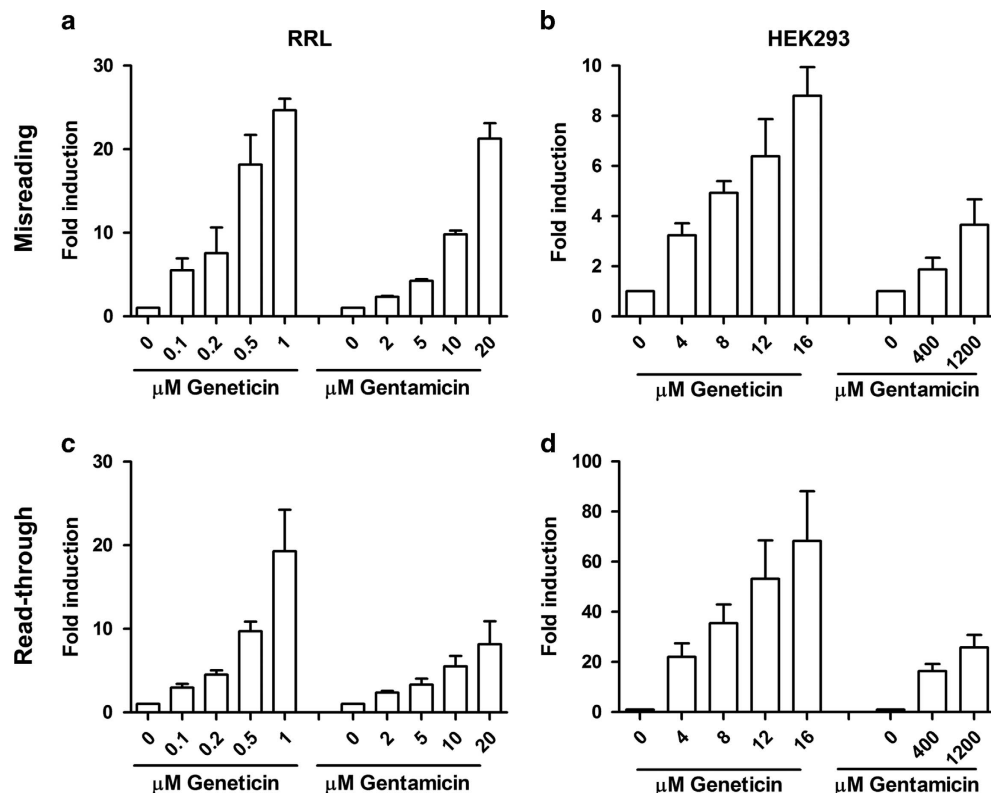 a
RRL
Misreading
Fold induction
30
20
10
0
0 0.1 0.2 0.5 1 0 2 5 10 20
μM Geneticin μM Gentamicin
b
HEK293
Fold induction
10
8
6
4
2
0
0 4 8 12 16 0 400 1200
μM Geneticin μM Gentamicin
c
Read-through
Fold induction
30
20
10
0
0 0.1 0.2 0.5 1 0 2 5 10 20
μM Geneticin μM Gentamicin
d
Fold induction
100
80
60
40
20
0
0 4 8 12 16 0 400 1200
μM Geneticin μM Gentamicin